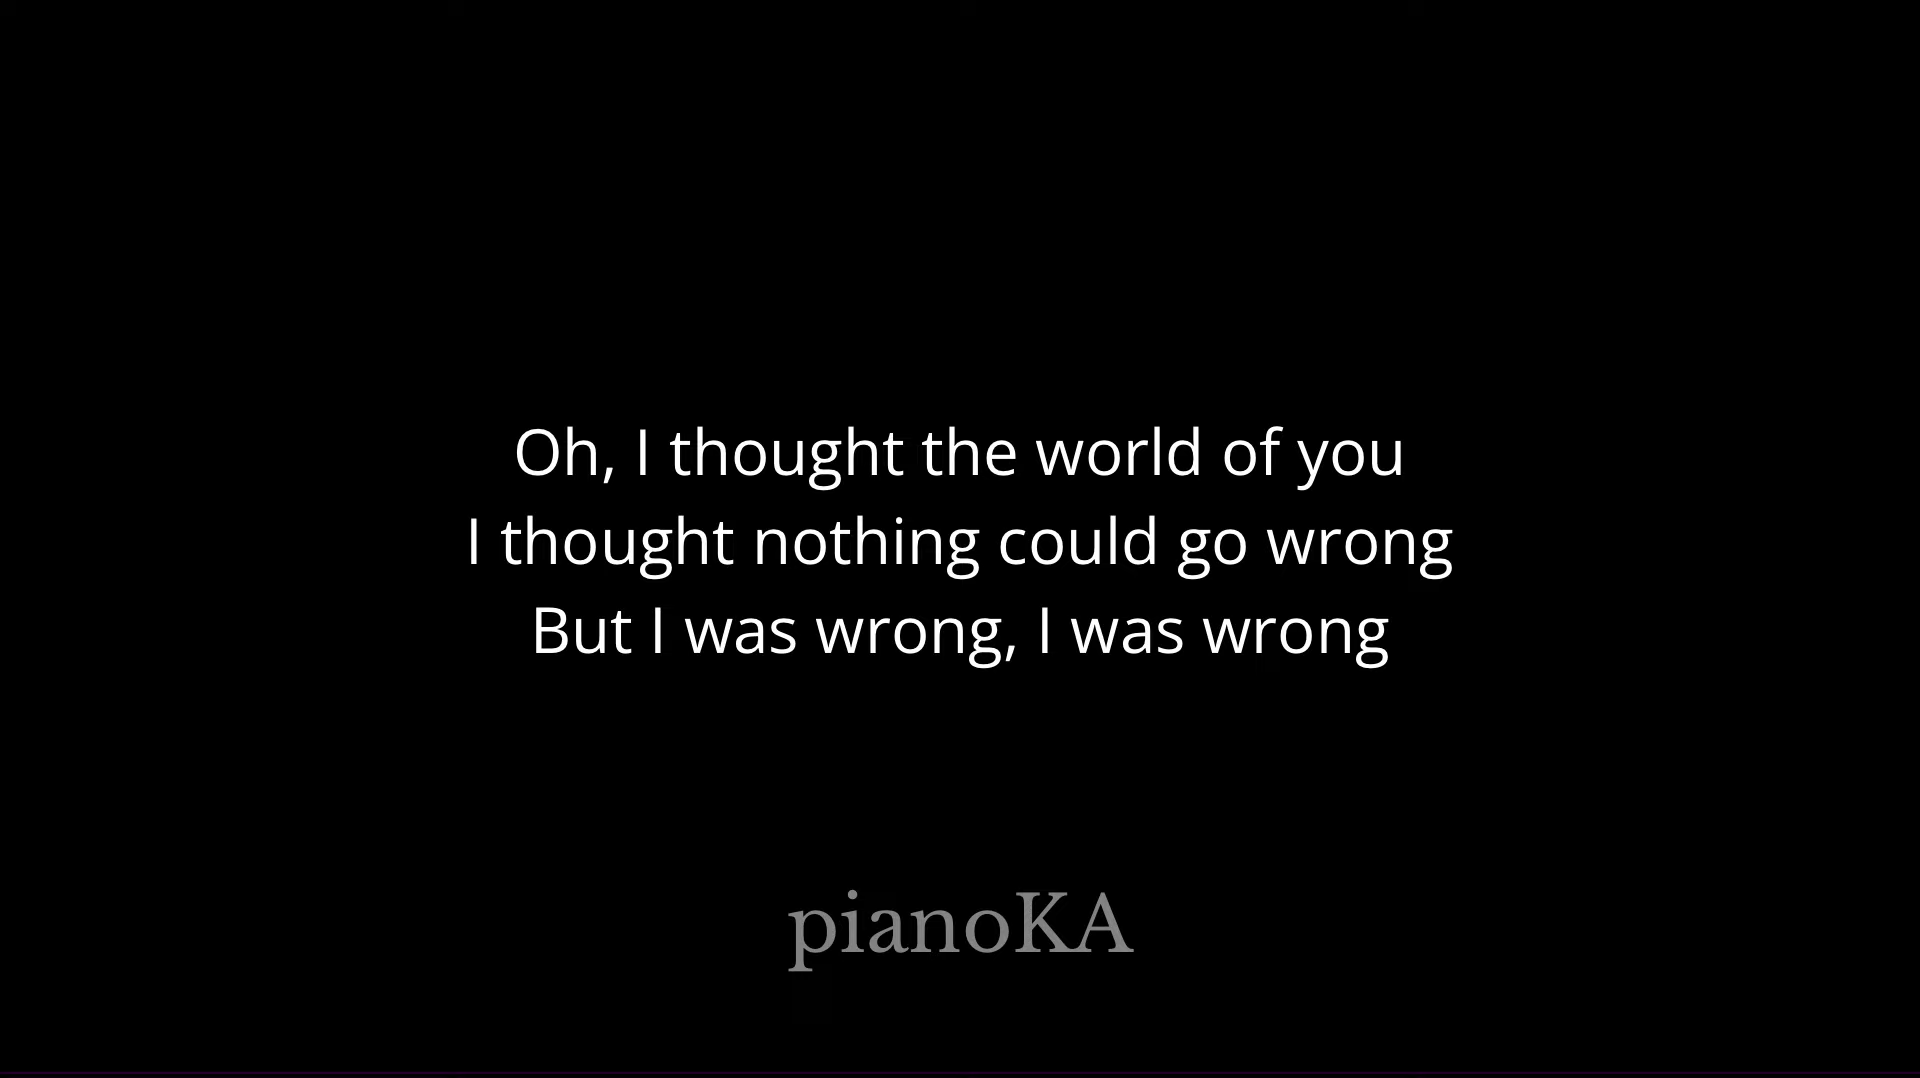 Oh, I thought the world of you
I thought nothing could go wrong
But I was wrong, I was wrong
pianoKA